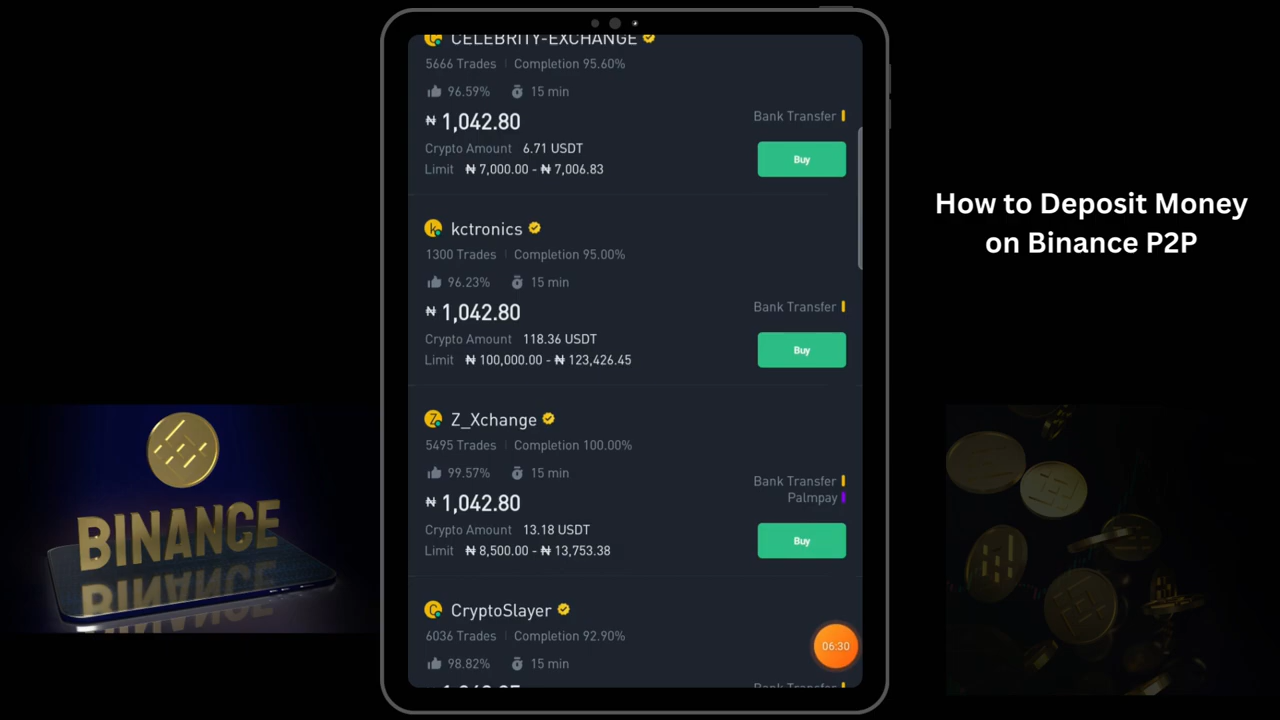 CELEBRITY-EXCHANGE
5666 Trades | Completion 95.60%
96.59% 15 min
₦ 1,042.80
Bank Transfer
Crypto Amount 6.71 USDT
Limit ₦ 7,000.00 - ₦ 7,006.83
Buy
kctronics
1300 Trades | Completion 95.00%
96.23% 15 min
₦ 1,042.80
Bank Transfer
Crypto Amount 118.36 USDT
Limit ₦ 100,000.00 - ₦ 123,426.45
Buy
Z_Xchange
5495 Trades | Completion 100.00%
99.57% 15 min
₦ 1,042.80
Bank Transfer
Palmpay
Crypto Amount 13.18 USDT
Limit ₦ 8,500.00 - ₦ 13,753.38
Buy
CryptoSlayer
6036 Trades | Completion 92.90%
98.82% 15 min
06:30
Bank Transfer
How to Deposit Money
on Binance P2P
BINANCE